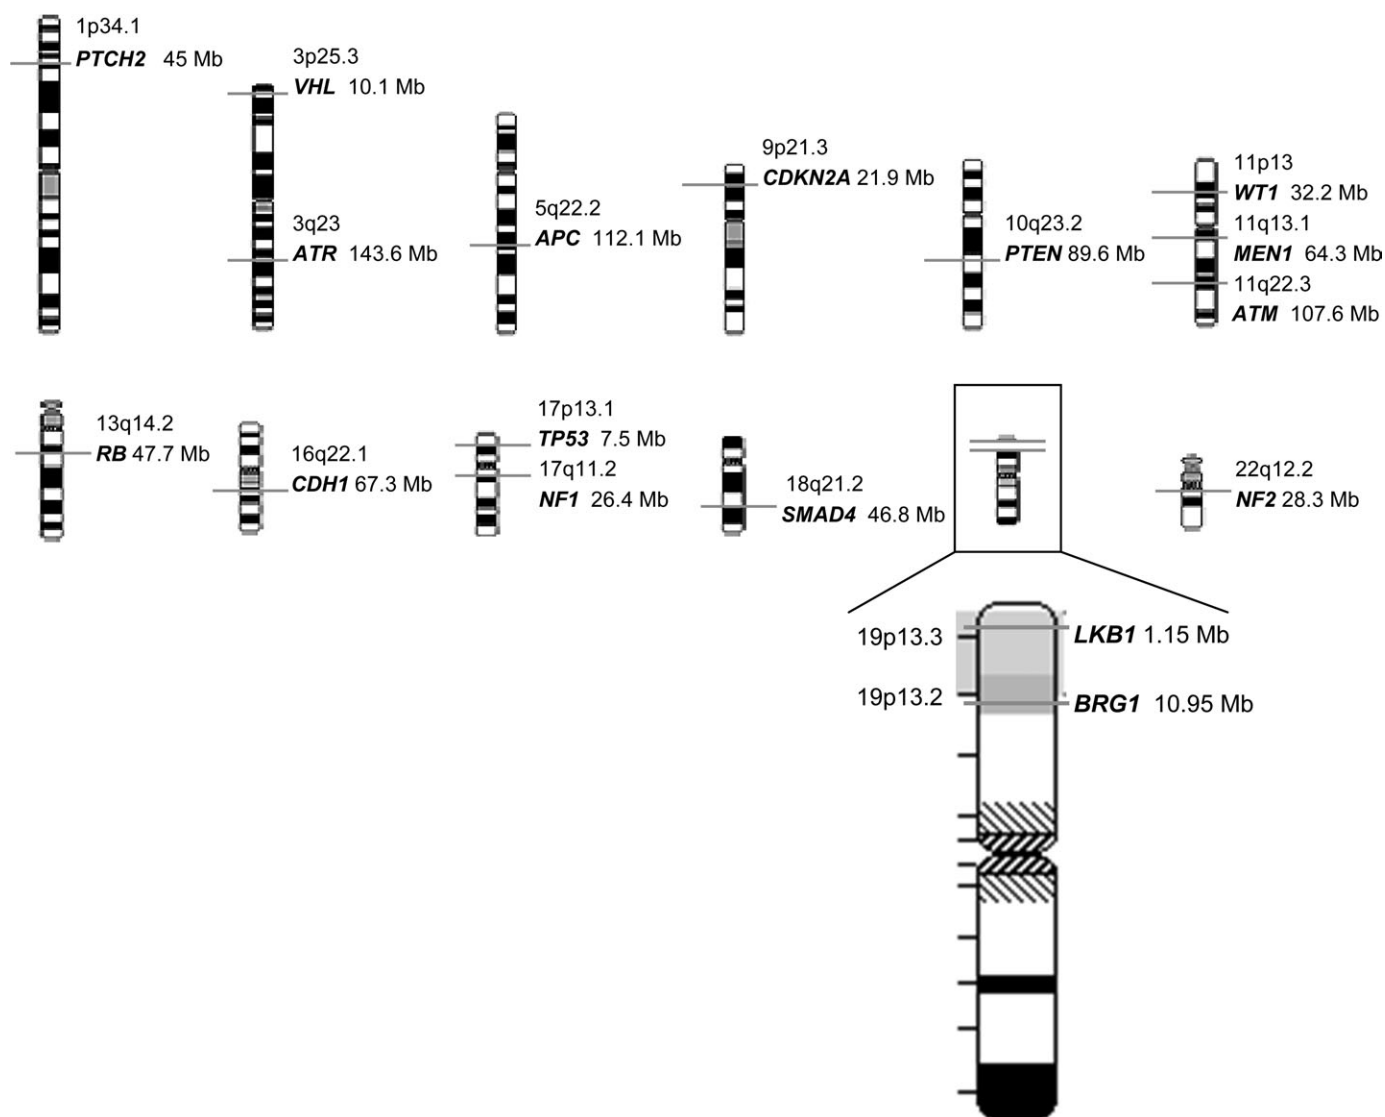 1p34.1
PTCH2 45 Mb
3p25.3
VHL 10.1 Mb
3q23
ATR 143.6 Mb
5q22.2
APC 112.1 Mb
9p21.3
CDKN2A 21.9 Mb
10q23.2
PTEN 89.6 Mb
11p13
WT1 32.2 Mb
11q13.1
MEN1 64.3 Mb
11q22.3
ATM 107.6 Mb
13q14.2
RB 47.7 Mb
16q22.1
CDH1 67.3 Mb
17p13.1
TP53 7.5 Mb
17q11.2
NF1 26.4 Mb
18q21.2
SMAD4 46.8 Mb
22q12.2
NF2 28.3 Mb
19p13.3
LKB1 1.15 Mb
19p13.2
BRG1 10.95 Mb